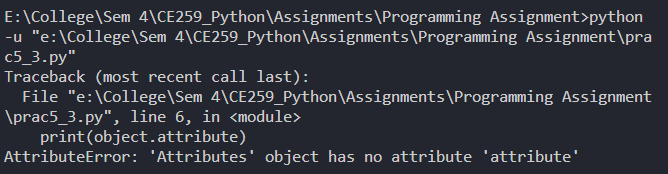 E:\College\Sem 4\CE259_Python\Assignments\Programming Assignment>python
-u "e:\College\Sem 4\CE259_Python\Assignments\Programming Assignment\pra
c5_3.py"
Traceback (most recent call last):
  File "e:\College\Sem 4\CE259_Python\Assignments\Programming Assignment
\prac5_3.py", line 6, in <module>
    print(object.attribute)
AttributeError: 'Attributes' object has no attribute 'attribute'